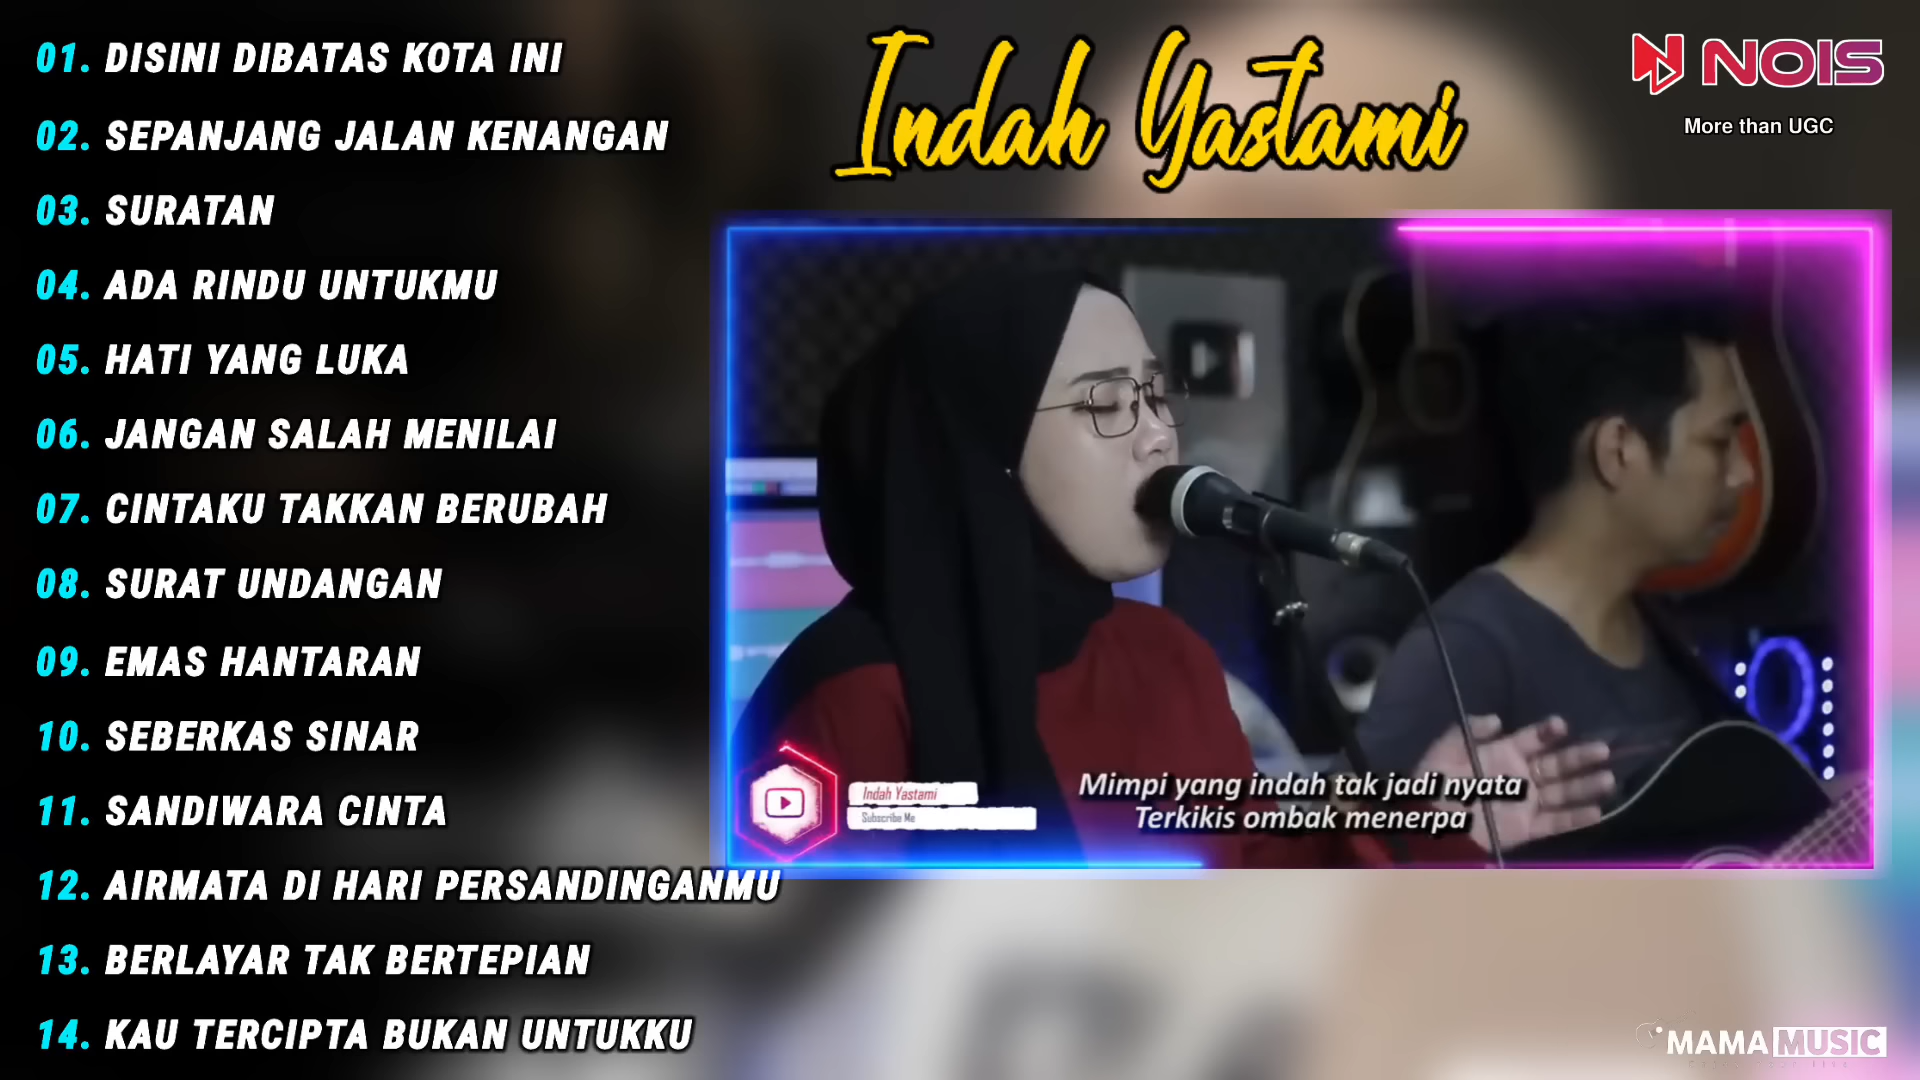 01. DISINI DIBATAS KOTA INI
02. SEPANJANG JALAN KENANGAN
03. SURATAN
04. ADA RINDU UNTUKMU
05. HATI YANG LUKA
06. JANGAN SALAH MENILAI
07. CINTAKU TAKKAN BERUBAH
08. SURAT UNDANGAN
09. EMAS HANTARAN
10. SEBERKAS SINAR
11. SANDIWARA CINTA
12. AIRMATA DI HARI PERSANDINGANMU
13. BERLAYAR TAK BERTEPIAN
14. KAU TERCIPTA BUKAN UNTUKKU
Indah Yastami
NOIS
More than UGC
Indah Yastami
Subscribe Me
Mimpi yang indah tak jadi nyata
Terkikis ombak menerpa
MAMA MUSIC